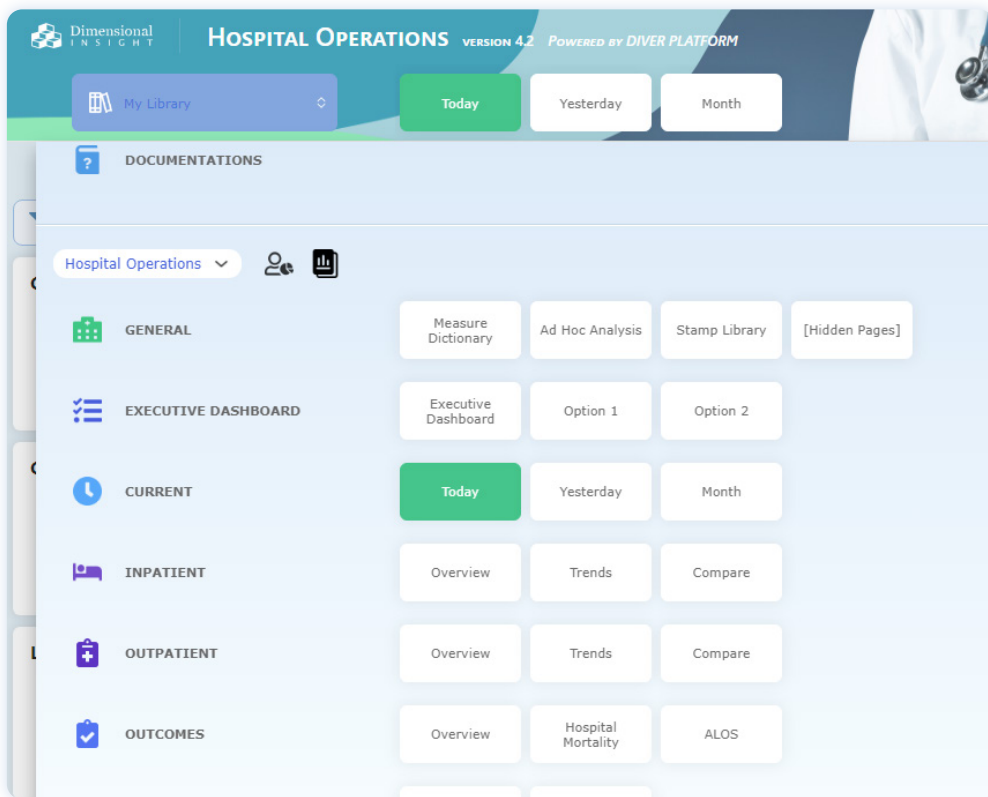 Dimensional
INSIGHT
HOSPITAL OPERATIONS VERSION 4.2 POWERED BY DIVER PLATFORM
My Library
Today
Yesterday
Month
DOCUMENTATIONS
Hospital Operations
GENERAL
Measure
Dictionary
Ad Hoc Analysis
Stamp Library
[Hidden Pages]
EXECUTIVE DASHBOARD
Executive
Dashboard
Option 1
Option 2
CURRENT
Today
Yesterday
Month
INPATIENT
Overview
Trends
Compare
OUTPATIENT
Overview
Trends
Compare
OUTCOMES
Overview
Hospital
Mortality
ALOS